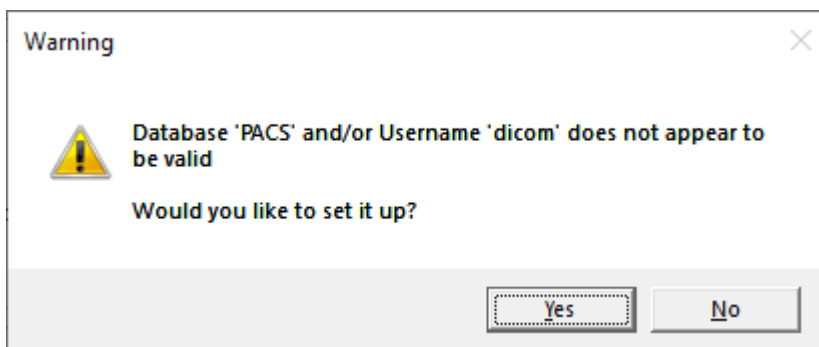 Warning
Database 'PACS' and/or Username 'dicom' does not appear to
be valid
Would you like to set it up?
Yes
No